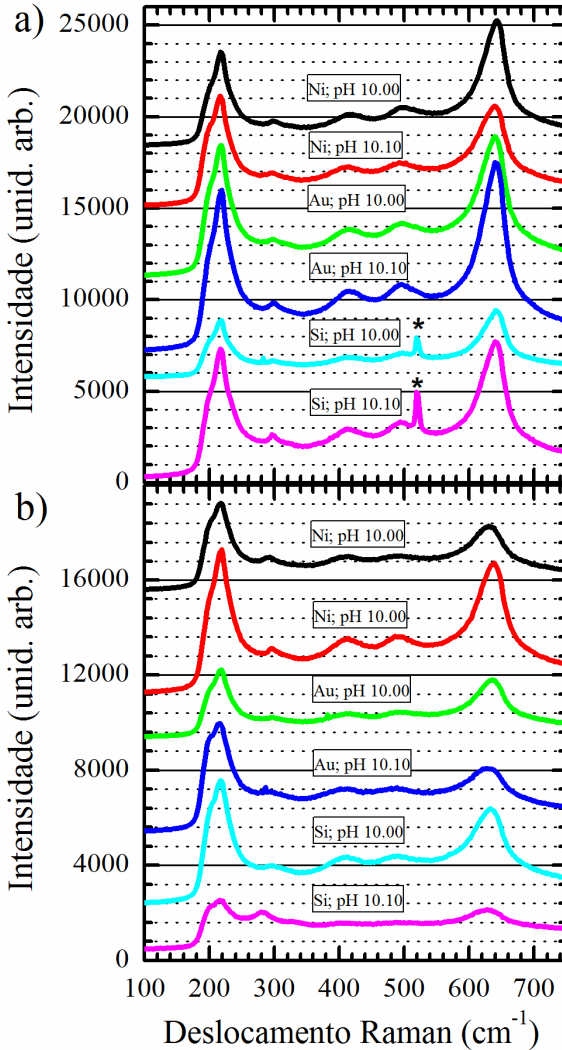 a)
Intensidade (unid. arb.)
25000
20000
15000
10000
5000
0
Ni; pH 10.00
Ni; pH 10.10
Au; pH 10.00
Au; pH 10.10
Si; pH 10.00
*
Si; pH 10.10
*
b)
Intensidade (unid. arb.)
16000
12000
8000
4000
0
Ni; pH 10.00
Ni; pH 10.00
Au; pH 10.00
Au; pH 10.10
Si; pH 10.00
Si; pH 10.10
100 200 300 400 500 600 700
Deslocamento Raman (cm⁻¹)